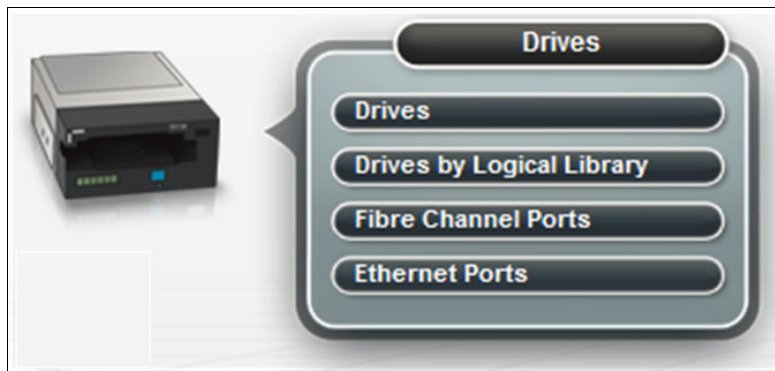 Drives
Drives
Drives by Logical Library
Fibre Channel Ports
Ethernet Ports